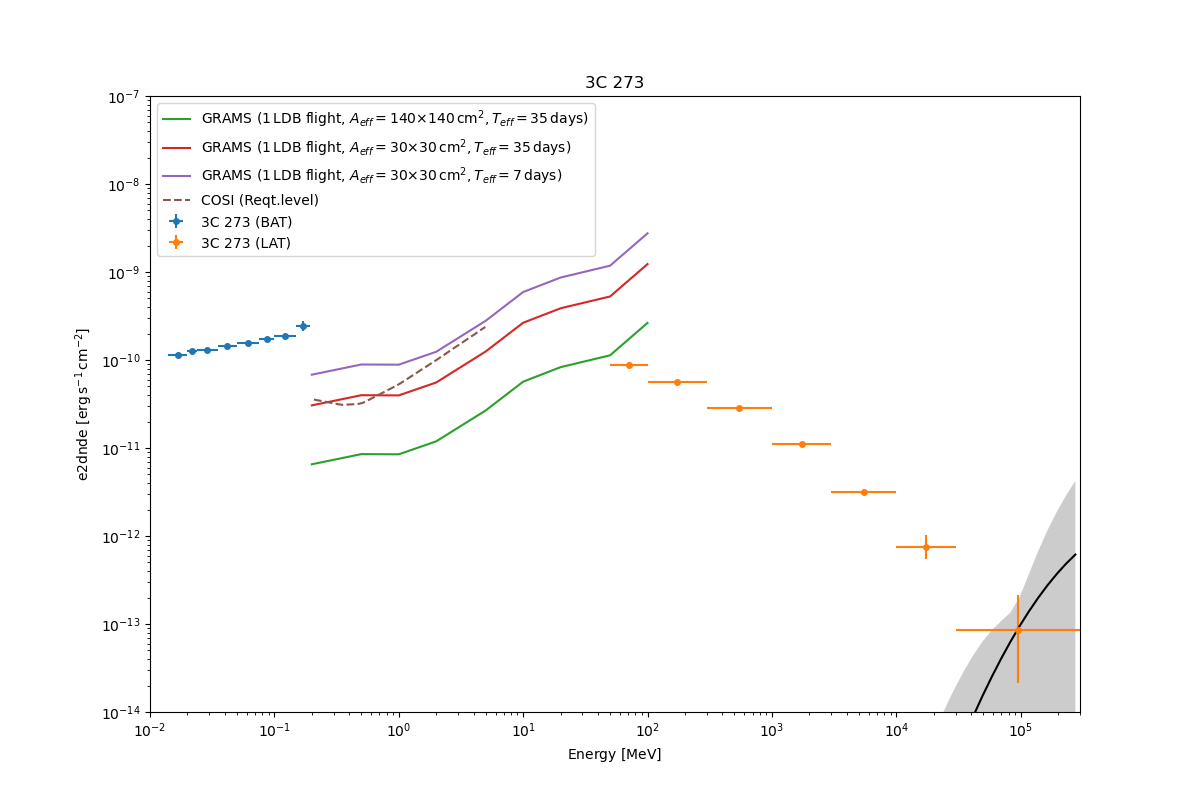 3C 273
GRAMS (1 LDB flight, A_eff = 140×140 cm², T_eff = 35 days)
GRAMS (1 LDB flight, A_eff = 30×30 cm², T_eff = 35 days)
GRAMS (1 LDB flight, A_eff = 30×30 cm², T_eff = 7 days)
COSI (Reqt.level)
3C 273 (BAT)
3C 273 (LAT)
e2dnde [erg s⁻¹ cm⁻²]
10⁻⁷
10⁻⁸
10⁻⁹
10⁻¹⁰
10⁻¹¹
10⁻¹²
10⁻¹³
10⁻¹⁴
10⁻² 10⁻¹ 10⁰ 10¹ 10² 10³ 10⁴ 10⁵
Energy [MeV]